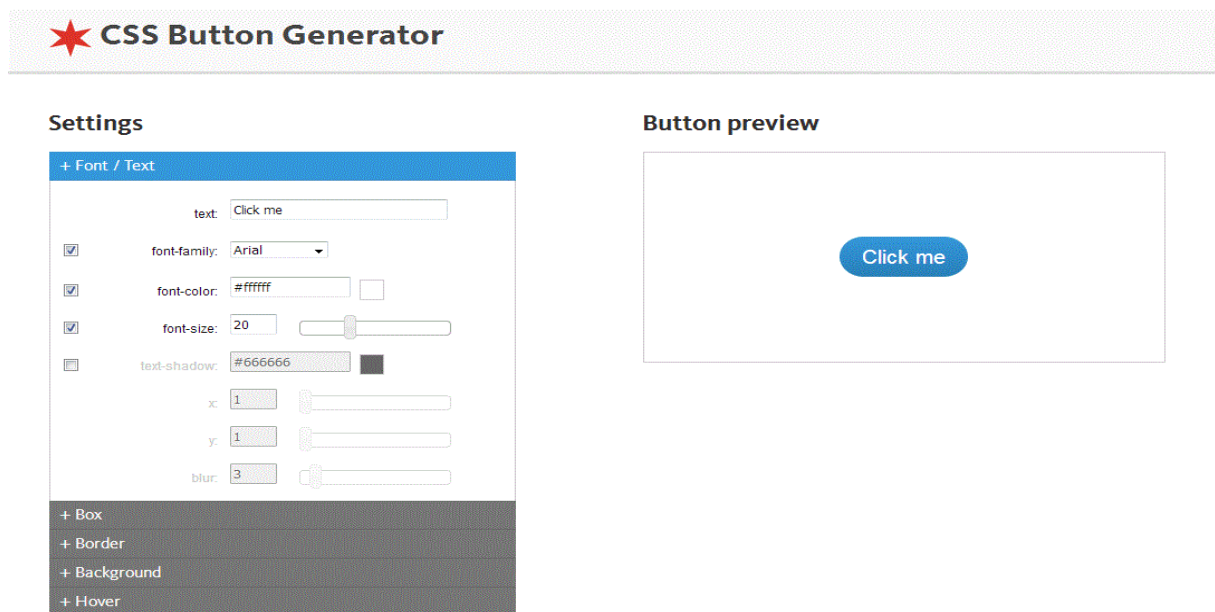 CSS Button Generator
Settings
+ Font / Text
text: Click me
font-family: Arial
font-color: #ffffff
font-size: 20
text-shadow: #666666
x: 1
y: 1
blur: 3
+ Box
+ Border
+ Background
+ Hover
Button preview
Click me